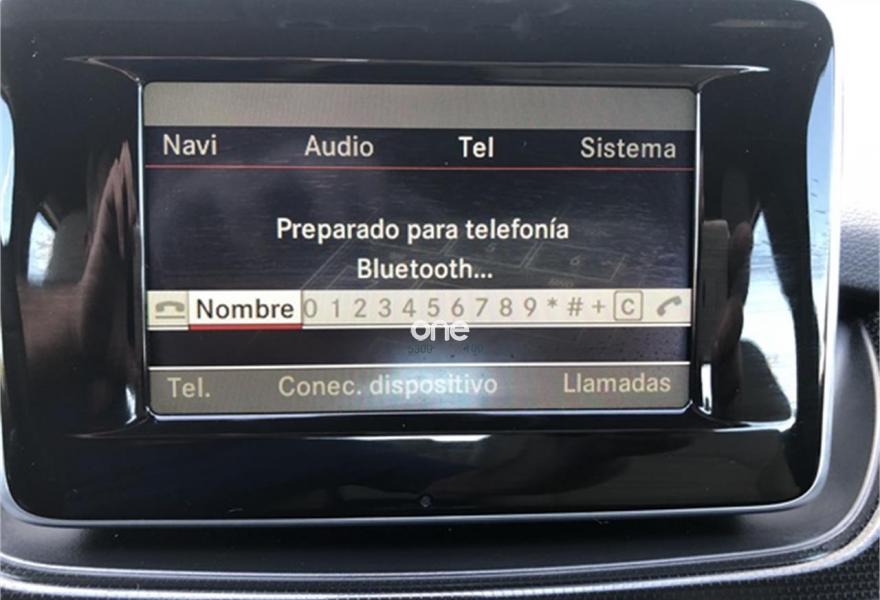 Navi Audio Tel Sistema
Preparado para telefonía
Bluetooth...
Nombre 0 1 2 3 4 5 6 7 8 9 * # + C
one
Tel. Conec. dispositivo Llamadas